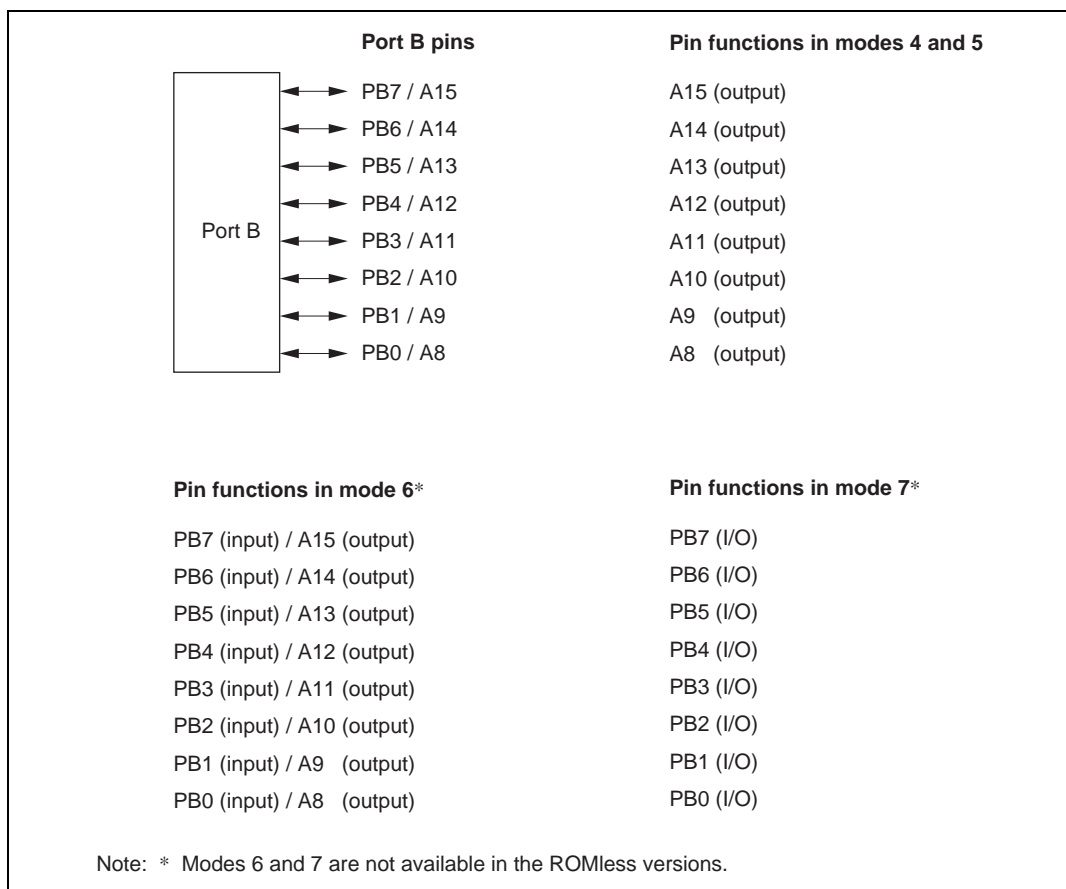 Port B pins Pin functions in modes 4 and 5
PB7 / A15 A15 (output)
PB6 / A14 A14 (output)
PB5 / A13 A13 (output)
PB4 / A12 A12 (output)
Port B PB3 / A11 A11 (output)
PB2 / A10 A10 (output)
PB1 / A9 A9 (output)
PB0 / A8 A8 (output)
Pin functions in mode 6* Pin functions in mode 7*
PB7 (input) / A15 (output) PB7 (I/O)
PB6 (input) / A14 (output) PB6 (I/O)
PB5 (input) / A13 (output) PB5 (I/O)
PB4 (input) / A12 (output) PB4 (I/O)
PB3 (input) / A11 (output) PB3 (I/O)
PB2 (input) / A10 (output) PB2 (I/O)
PB1 (input) / A9 (output) PB1 (I/O)
PB0 (input) / A8 (output) PB0 (I/O)
Note: * Modes 6 and 7 are not available in the ROMless versions.